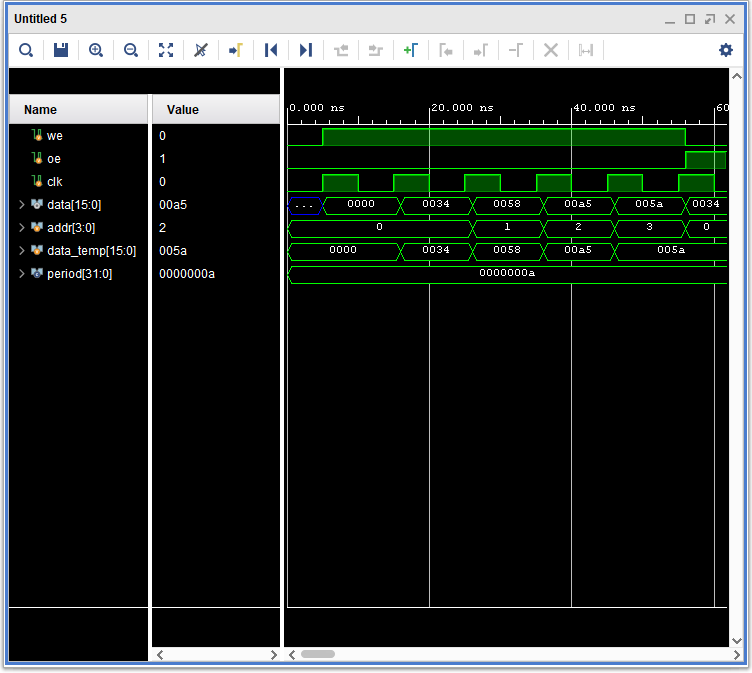 Untitled 5
Name Value
0.000 ns 20.000 ns 40.000 ns 60
we 0
oe 1
clk 0
data[15:0] 00a5 ... 0000 0034 0058 00a5 005a 0034
addr[3:0] 2 0 1 2 3 0
data_temp[15:0] 005a 0000 0034 0058 00a5 005a
period[31:0] 0000000a 0000000a